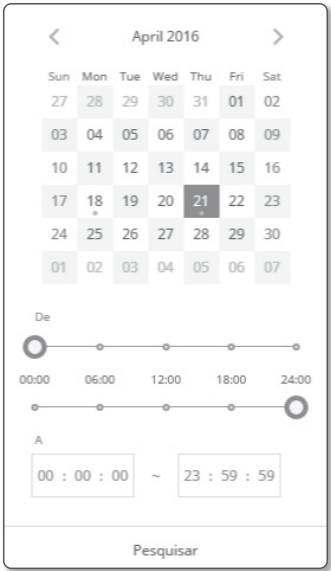 April 2016
Sun Mon Tue Wed Thu Fri Sat
27 28 29 30 31 01 02
03 04 05 06 07 08 09
10 11 12 13 14 15 16
17 18 19 20 21 22 23
24 25 26 27 28 29 30
01 02 03 04 05 06 07
De
00:00 06:00 12:00 18:00 24:00
A
00 : 00 : 00 ~ 23 : 59 : 59
Pesquisar